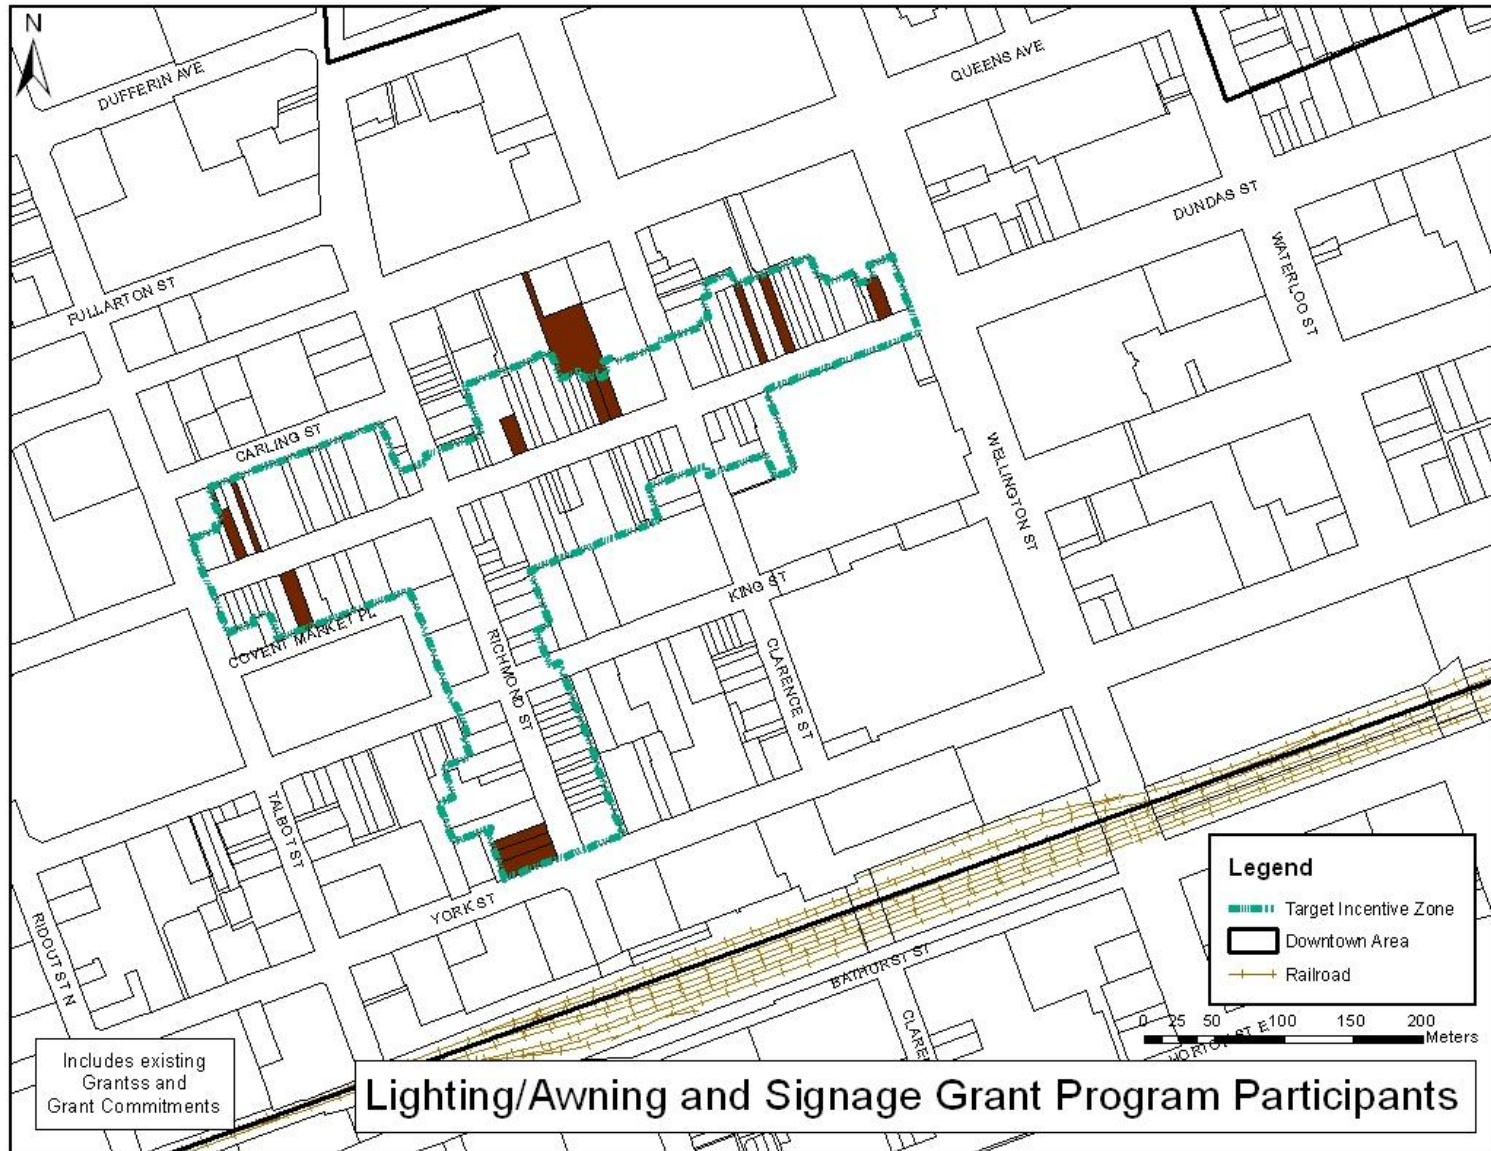 N
DUFFERIN AVE
QUEENS AVE
DUNDAS ST
WATERLOO ST
FULLARTON ST
CARLING ST
WELLINGTON ST
KING ST
COVENT MARKET PL
RICHMOND ST
CLARENCE ST
TALBOT ST
YORK ST
RIDOUT ST N
BATHURST ST
Legend
Target Incentive Zone
Downtown Area
Railroad
0 25 50 100 150 200
Meters
HORTON ST E
Includes existing
Grantss and
Grant Commitments
Lighting/Awning and Signage Grant Program Participants